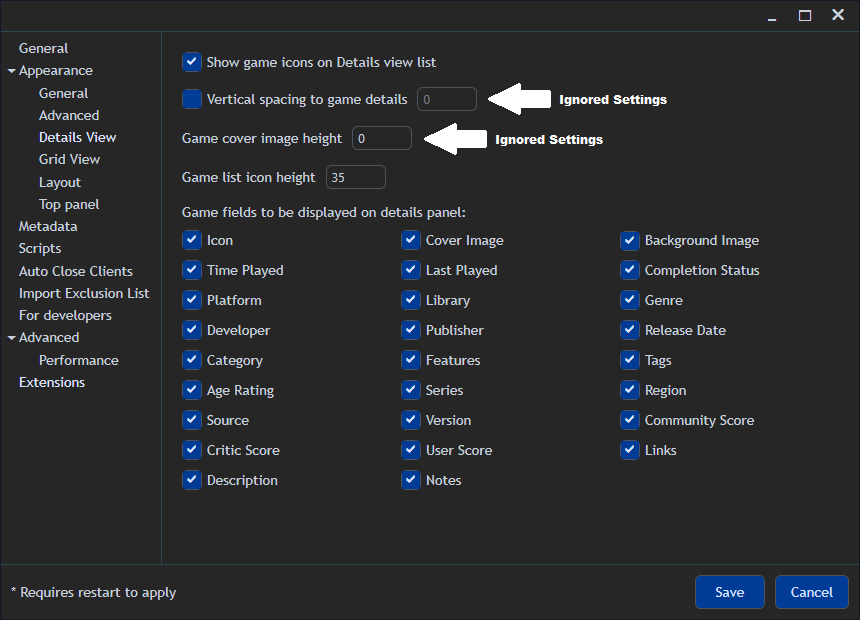 General
Appearance
General
Advanced
Details View
Grid View
Layout
Top panel
Metadata
Scripts
Auto Close Clients
Import Exclusion List
For developers
Advanced
Performance
Extensions
Show game icons on Details view list
Vertical spacing to game details 0 Ignored Settings
Game cover image height 0 Ignored Settings
Game list icon height 35
Game fields to be displayed on details panel:
Icon Cover Image Background Image
Time Played Last Played Completion Status
Platform Library Genre
Developer Publisher Release Date
Category Features Tags
Age Rating Series Region
Source Version Community Score
Critic Score User Score Links
Description Notes
* Requires restart to apply Save Cancel